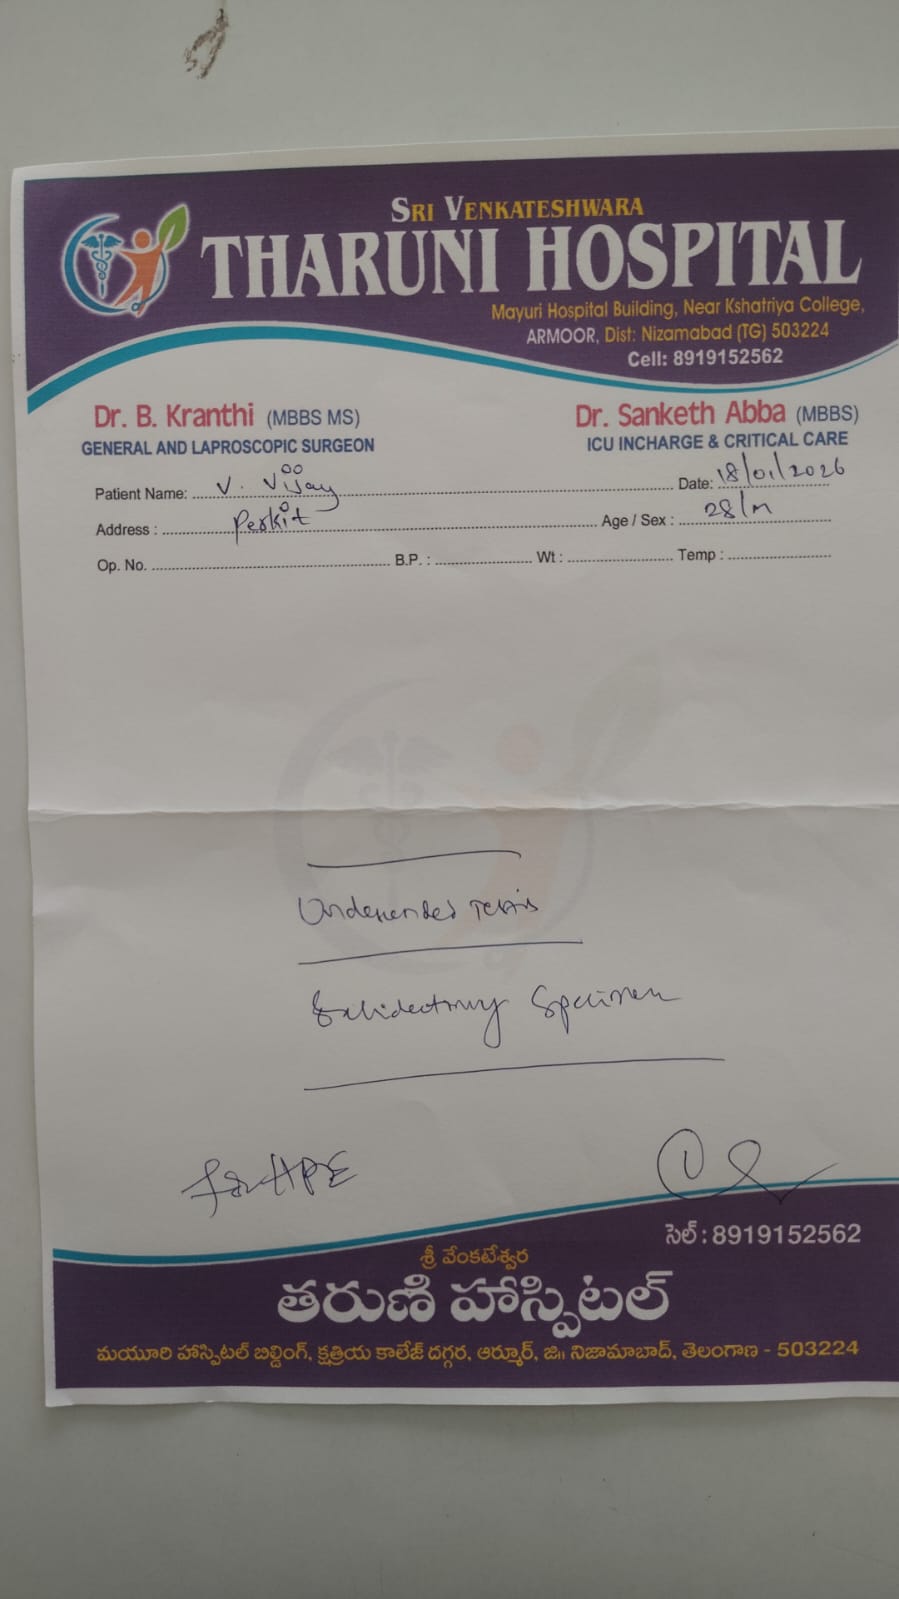 SRI VENKATESHWARA
THARUNI HOSPITAL
Mayuri Hospital Building, Near Kshatriya College,
ARMOOR, Dist: Nizamabad (TG) 503224
Cell: 8919152562
Dr. B. Kranthi (MBBS MS)
GENERAL AND LAPROSCOPIC SURGEON
Dr. Sanketh Abba (MBBS)
ICU INCHARGE & CRITICAL CARE
Patient Name: V. Vijay Date: 18/01/2026
Address : Perkit Age / Sex : 28/m
Op. No. B.P. : Wt : Temp :
Undescended Testis
Specimen
for HPE
సెల్ : 8919152562
శ్రీ వేంకటేశ్వర
తరుణి హాస్పిటల్
మయూరి హాస్పిటల్ బిల్డింగ్, క్షత్రియ కాలేజ్ దగ్గర, ఆర్మూర్, జి॥ నిజామాబాద్, తెలంగాణ - 503224